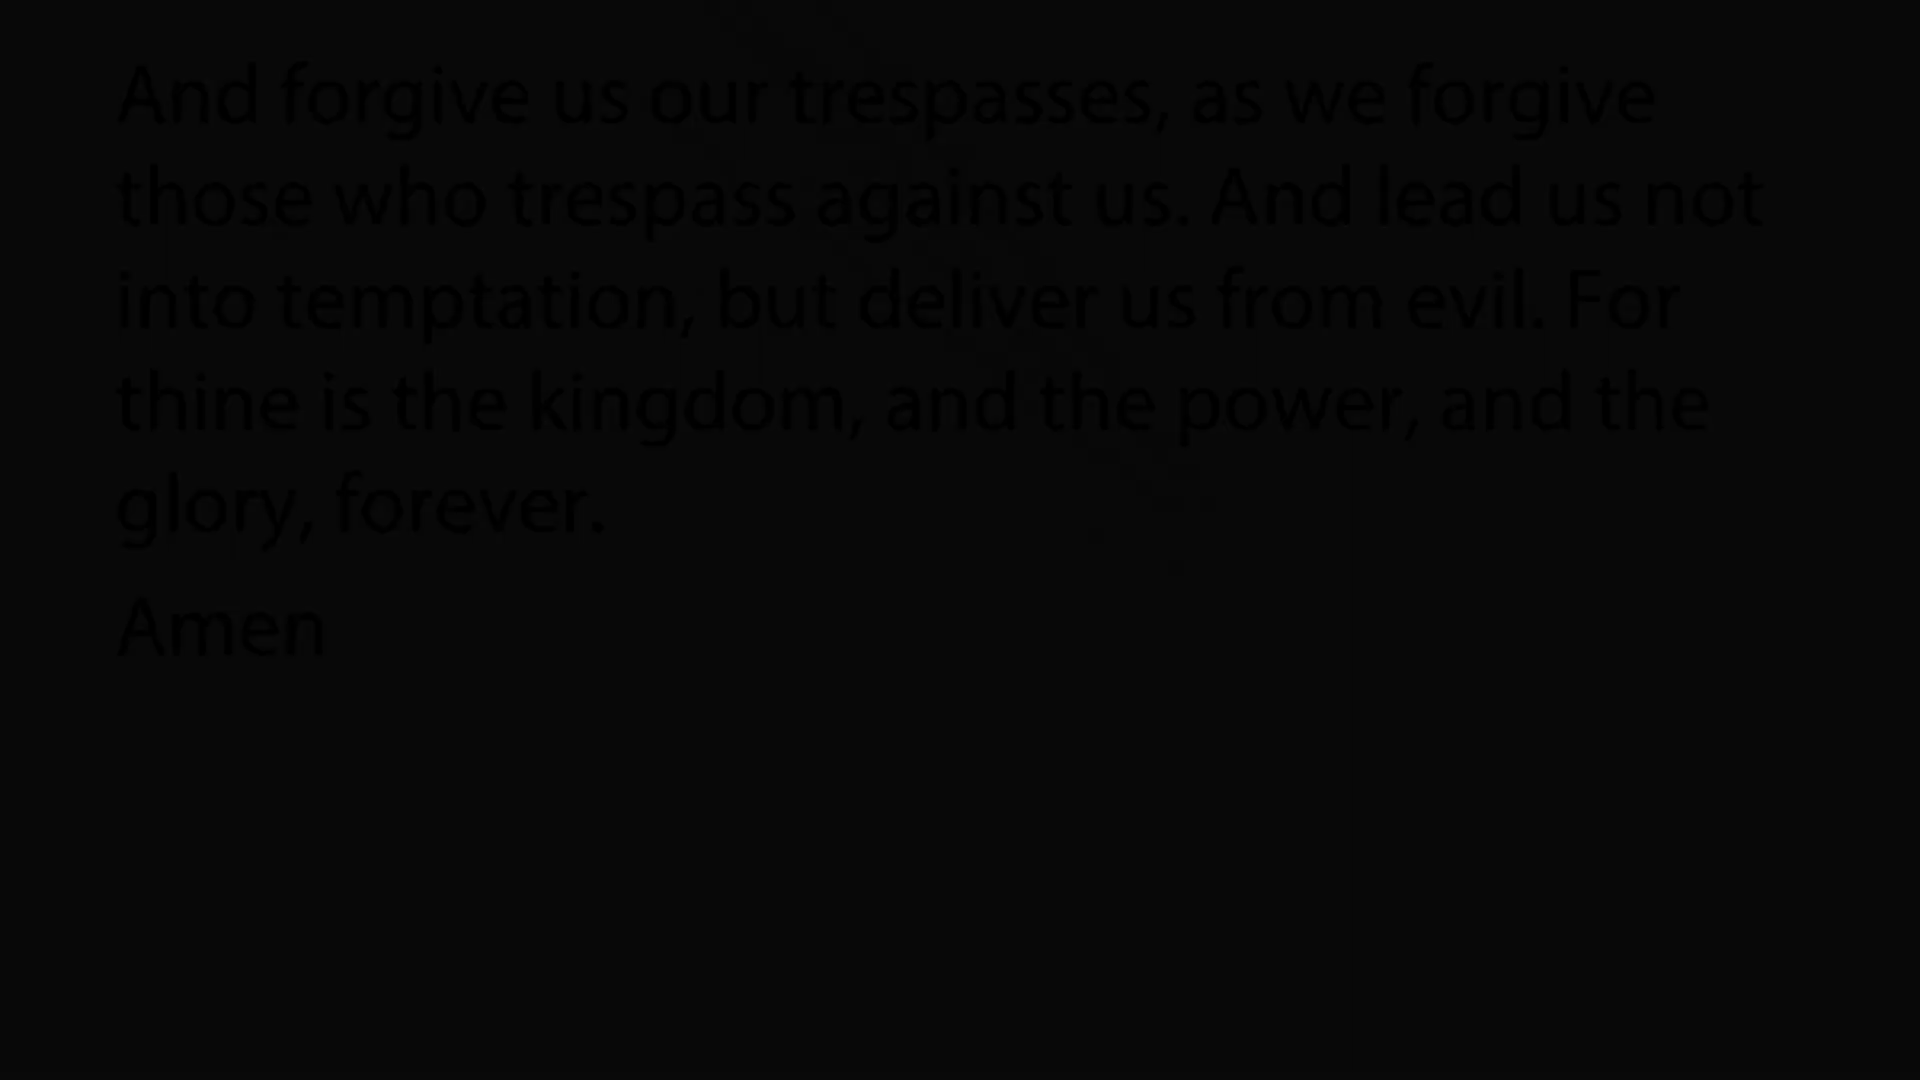 And forgive us our trespasses, as we forgive
those who trespass against us. And lead us not
into temptation, but deliver us from evil. For
thine is the kingdom, and the power, and the
glory, forever.
Amen